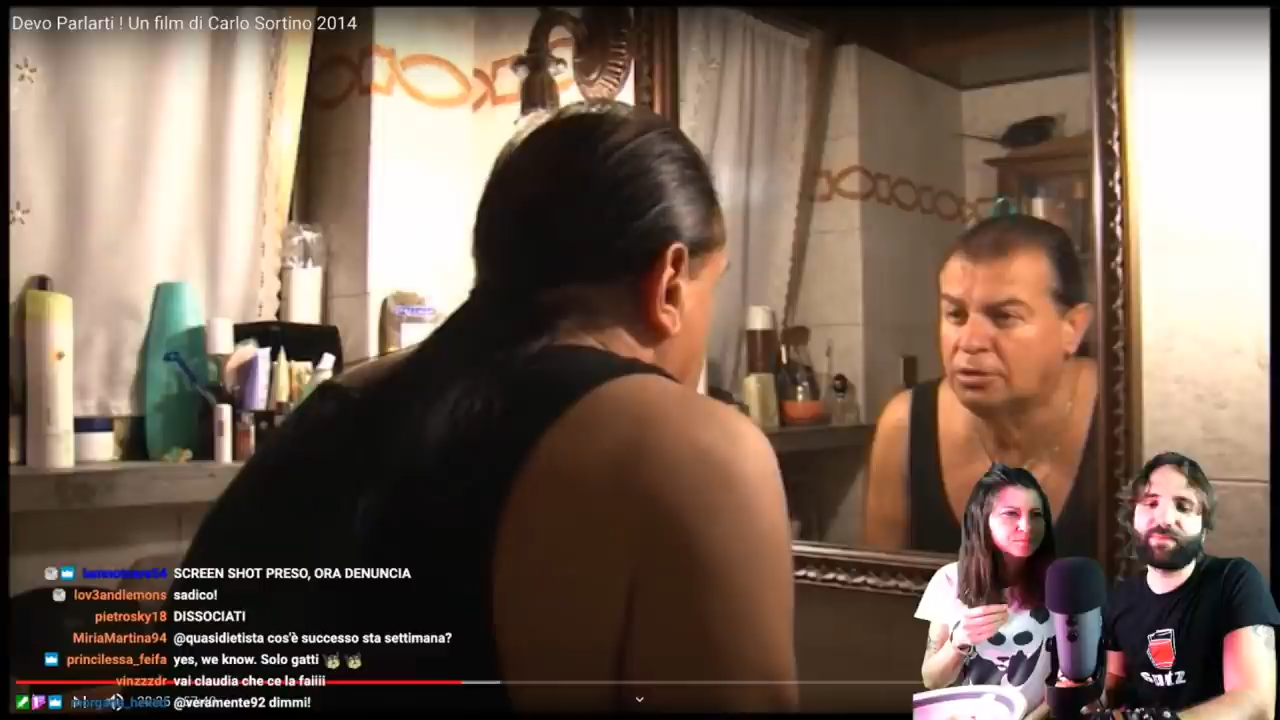 Devo Parlarti ! Un film di Carlo Sortino 2014
SCREEN SHOT PRESO, ORA DENUNCIA
lov3andlemons sadico!
pietrosky18 DISSOCIATI
MiriaMartina94 @quasidietista cos'è successo sta settimana?
princilessa_feifa yes, we know. Solo gatti
vinzzzdr vai claudia che ce la faiiii
@veramente92 dimmi!